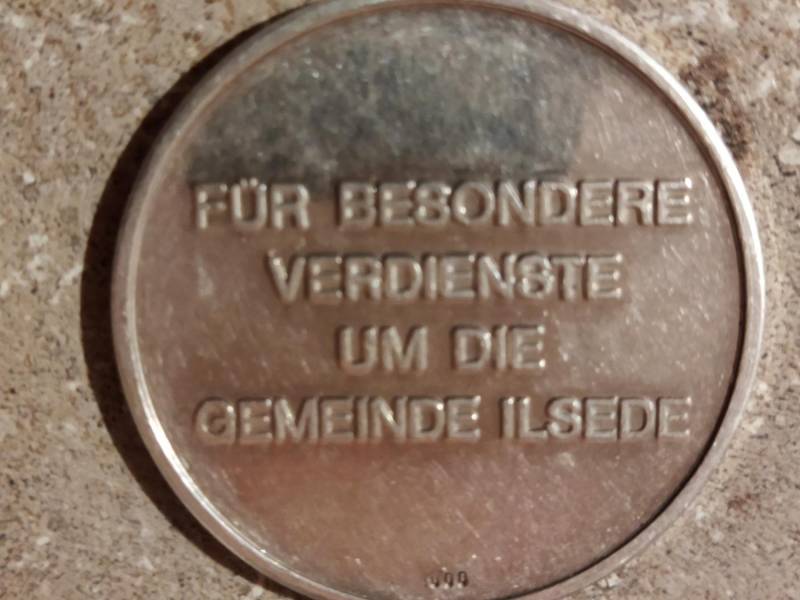 FÜR BESONDERE
VERDIENSTE
UM DIE
GEMEINDE ILSEDE